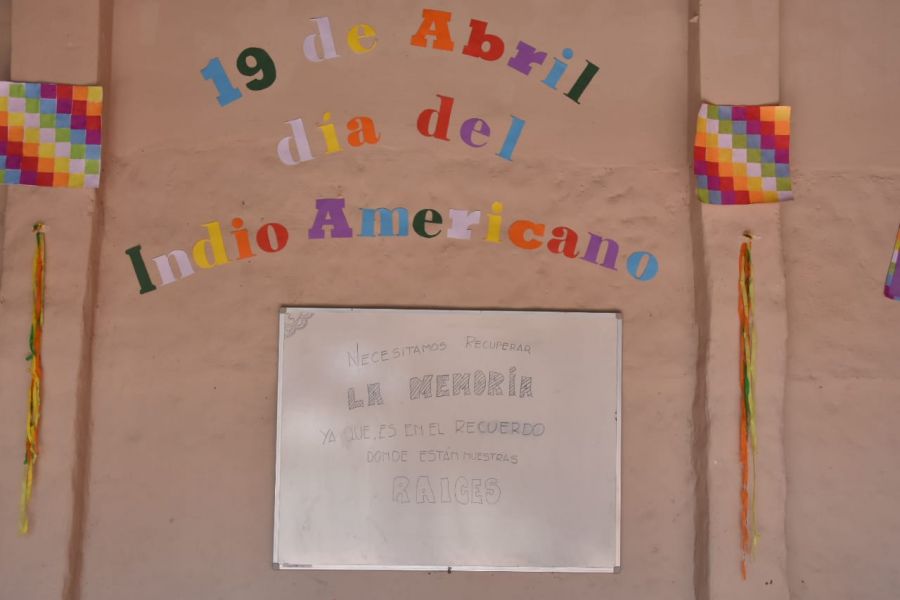 19 de Abril
día del
Indio Americano
NECESITAMOS RECUPERAR
LA MEMORÍA
YA QUE, ES EN EL RECUERDO
DONDE ESTÁN NUESTRAS
RAICES